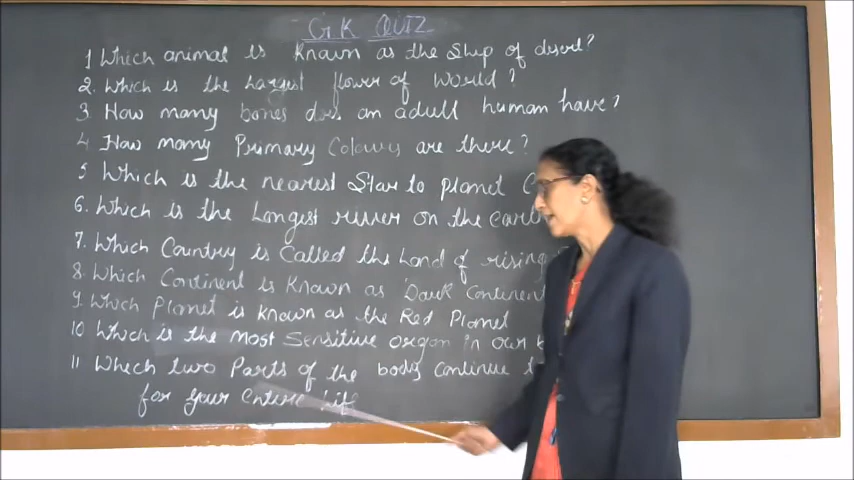 GK QUIZ
1 Which animal is known as the Ship of desert?
2. Which is the Largest flower of World?
3. How many bones does an adult human have?
4 How many Primary Colours are there?
5 Which is the nearest Star to planet
6. Which is the Longest river on the
7. Which Country is Called the Land of rising
8. Which Continent is Known as Dark Continent
9. Which Planet is known as the Red Planet
10 Which is the most Sensitive organ in our
11 Which two Parts of the body Continue
for your entire Life